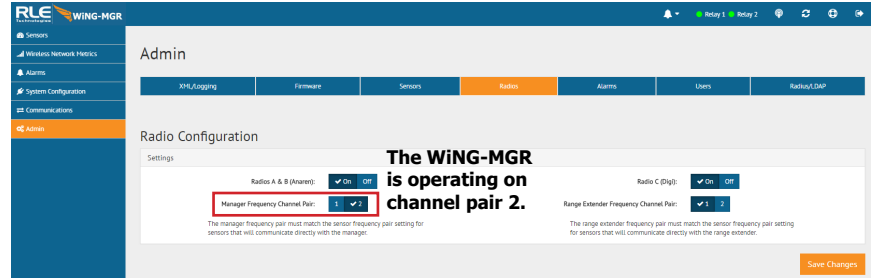 RLE Technologies WiNG-MGR
Relay 1 Relay 2
Sensors
Wireless Network Metrics
Alarms
System Configuration
Communications
Admin
Admin
XML/Logging Firmware Sensors Radios Alarms Users Radius/LDAP
Radio Configuration
Settings
The WiNG-MGR
is operating on
channel pair 2.
Radios A & B (Anaren): On Off
Manager Frequency Channel Pair: 1 2
The manager frequency pair must match the sensor frequency pair setting for
sensors that will communicate directly with the manager.
Radio C (Digi): On Off
Range Extender Frequency Channel Pair: 1 2
The range extender frequency pair must match the sensor frequency pair setting
for sensors that will communicate directly with the range extender.
Save Changes